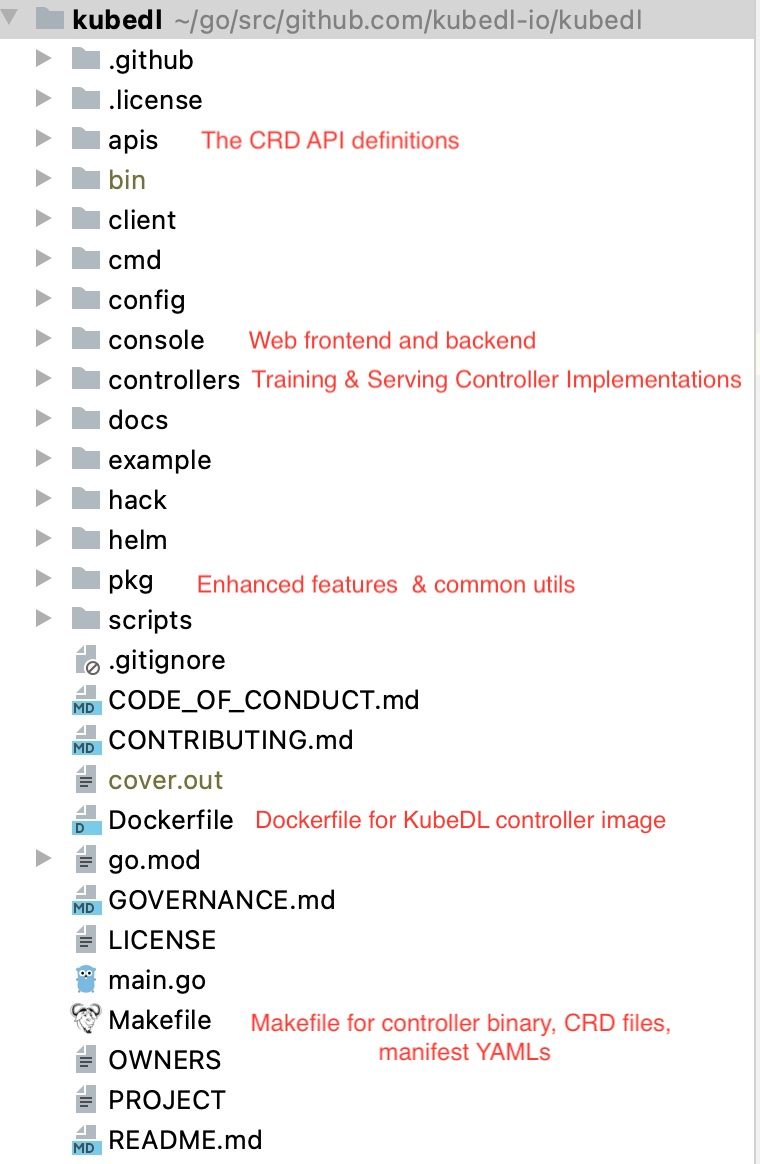 kubedl ~/go/src/github.com/kubedl-io/kubedl
.github
.license
apis The CRD API definitions
bin
client
cmd
config
console Web frontend and backend
controllers Training & Serving Controller Implementations
docs
example
hack
helm
pkg Enhanced features & common utils
scripts
.gitignore
MD CODE_OF_CONDUCT.md
MD CONTRIBUTING.md
cover.out
D Dockerfile Dockerfile for KubeDL controller image
go.mod
MD GOVERNANCE.md
LICENSE
main.go
Makefile Makefile for controller binary, CRD files,
manifest YAMLs
OWNERS
PROJECT
MD README.md